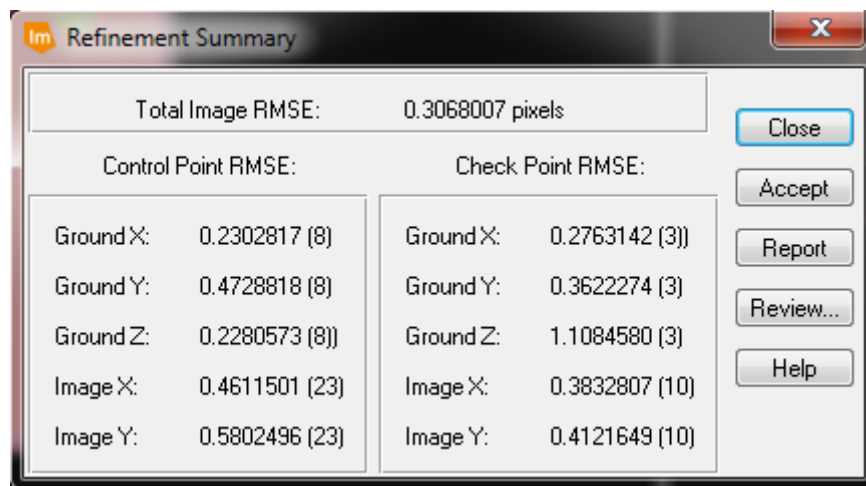 Im Refinement Summary
Total Image RMSE: 0.3068007 pixels
Control Point RMSE: Check Point RMSE:
Ground X: 0.2302817 (8) Ground X: 0.2763142 (3))
Ground Y: 0.4728818 (8) Ground Y: 0.3622274 (3)
Ground Z: 0.2280573 (8)) Ground Z: 1.1084580 (3)
Image X: 0.4611501 (23) Image X: 0.3832807 (10)
Image Y: 0.5802496 (23) Image Y: 0.4121649 (10)
Close
Accept
Report
Review...
Help